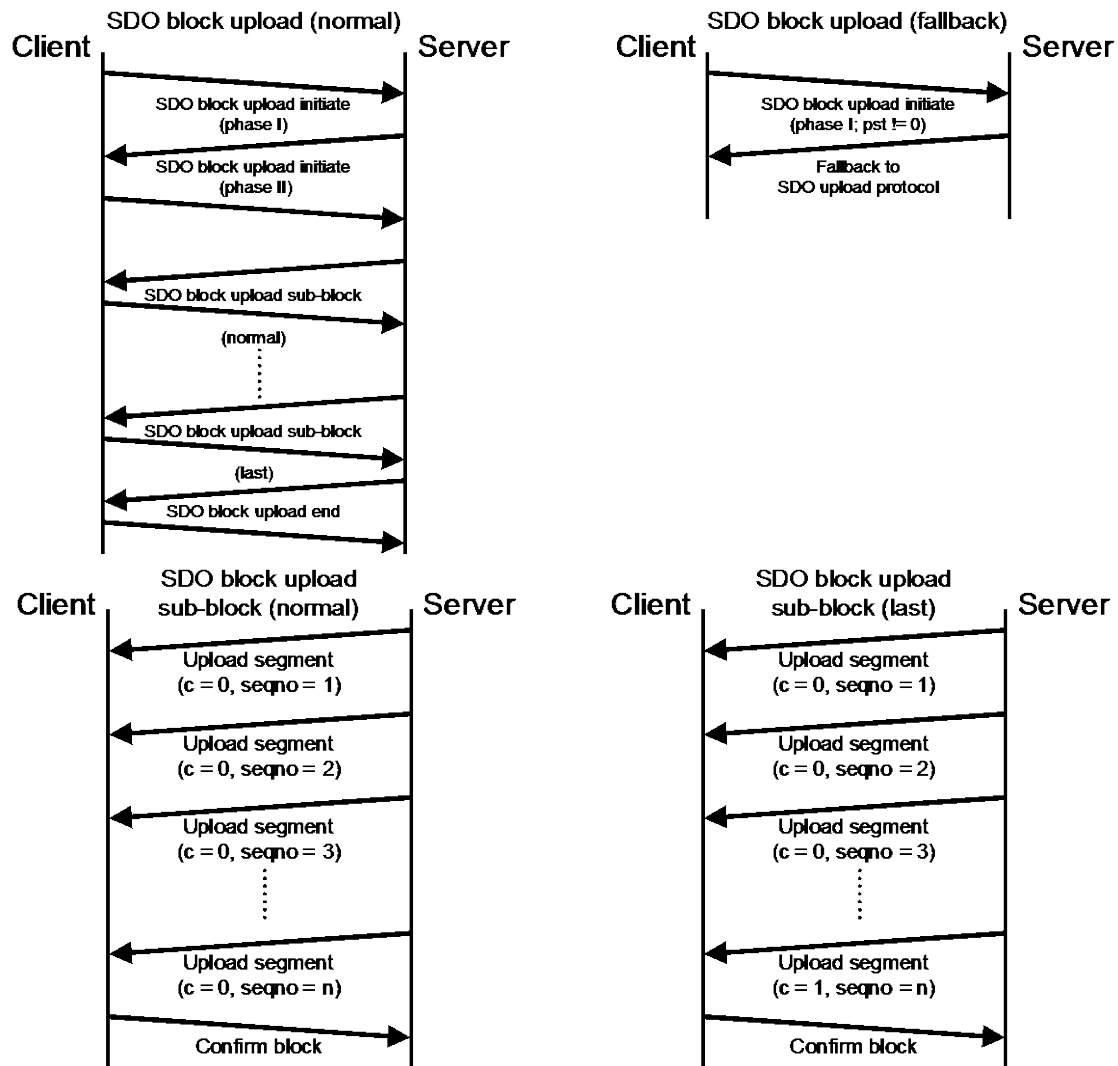 SDO block upload (normal)
Client
Server
SDO block upload initiate
(phase I)
SDO block upload initiate
(phase II)
SDO block upload sub-block
(normal)
SDO block upload sub-block
(last)
SDO block upload end
SDO block upload (fallback)
Client
Server
SDO block upload initiate
(phase I; pst != 0)
Fallback to
SDO upload protocol
SDO block upload
sub-block (normal)
Client
Server
Upload segment
(c = 0, seqno = 1)
Upload segment
(c = 0, seqno = 2)
Upload segment
(c = 0, seqno = 3)
Upload segment
(c = 0, seqno = n)
Confirm block
SDO block upload
sub-block (last)
Client
Server
Upload segment
(c = 0, seqno = 1)
Upload segment
(c = 0, seqno = 2)
Upload segment
(c = 0, seqno = 3)
Upload segment
(c = 1, seqno = n)
Confirm block